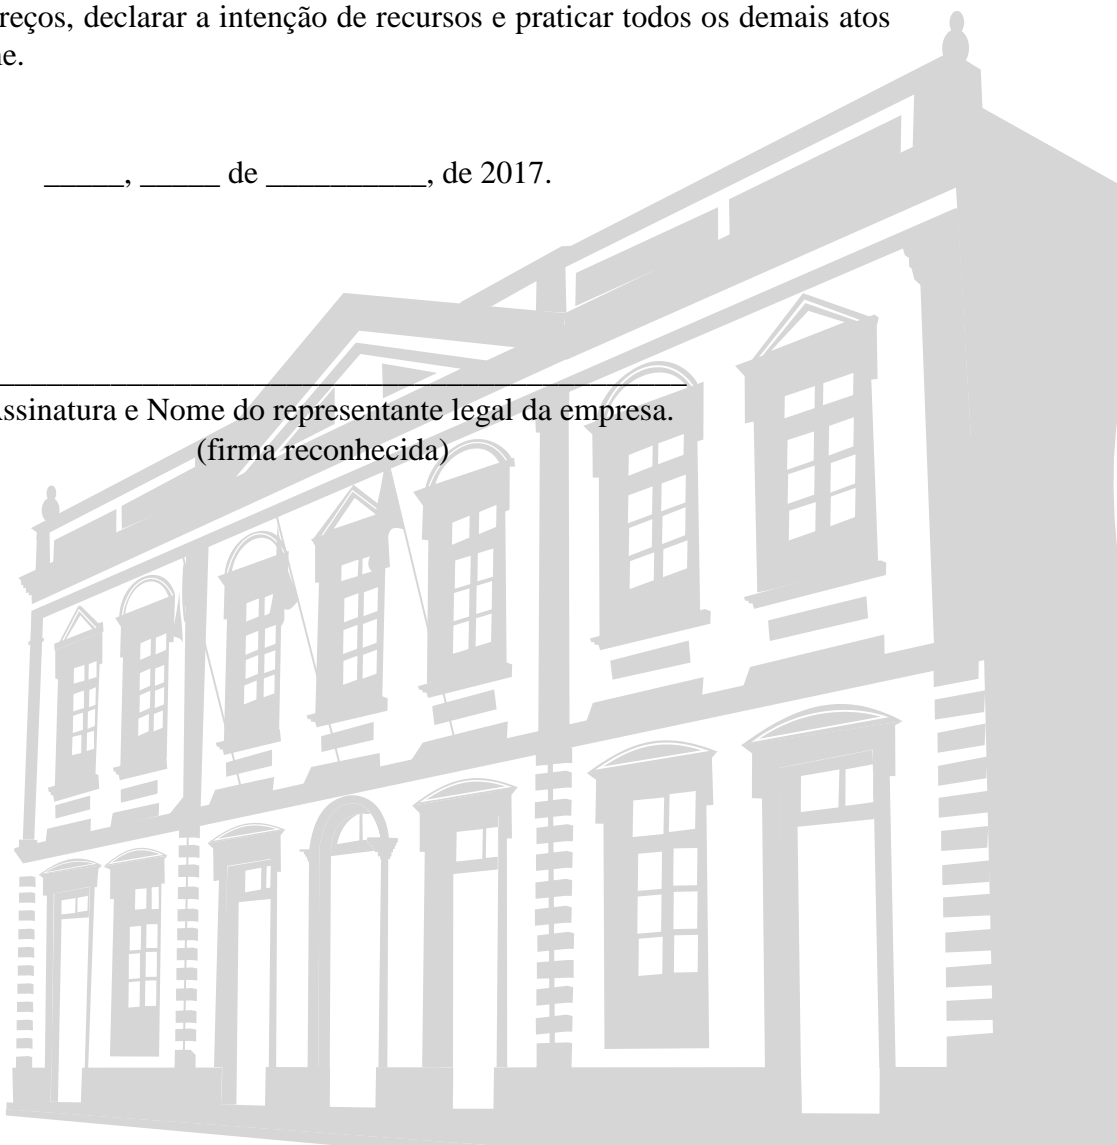 reços, declarar a intenção de recursos e praticar todos os demais atos
e.
_____, _____ de __________, de 2017.
ssinatura e Nome do representante legal da empresa.
(firma reconhecida)